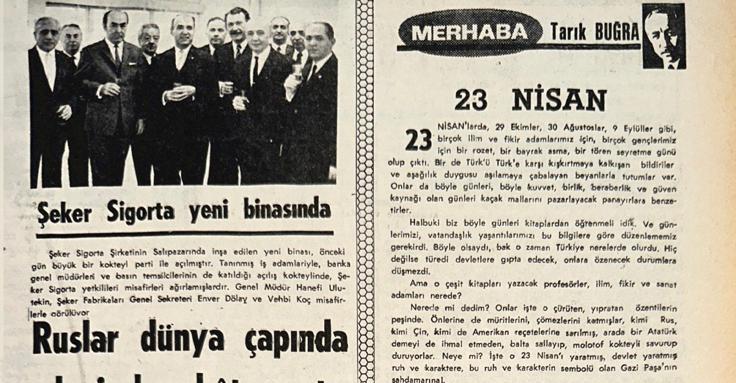 Şeker Sigorta yeni binasında
Şeker Sigorta Şirketinin Salıpazarında inşa edilen yeni binası, önceki
gün büyük bir kokteyl parti ile açılmıştır. Tanınmış iş adamlariyle, banka
genel müdürleri ve basın temsilcilerinin de katıldığı açılış kokteylinde, Şe-
ker Sigorta yetkilileri misafirleri ağırlamışlardır. Genel Müdür Hanefi Ulu-
tekin, Şeker Fabrikaları Genel Sekreteri Enver Dölay ve Vehbi Koç misafir-
lerle görülüyor
Ruslar dünya çapında
MERHABA
Tarık BUĞRA
23 NİSAN
23 NİSAN'larda, 29 Ekimler, 30 Ağustoslar, 9 Eylüller gibi,
birçok ilim ve fikir adamlarımız için, birçok gençlerimiz
için bir rozet, bir bayrak asma, bir tören seyretme günü
olup çıktı. Bir de Türk'ü Türk'e karşı kışkırtmaya kalkışan bildiriler
ve aşağılık duygusu aşılamaya çabalayan beyanlarla tutumlar var.
Onlar da böyle günleri, böyle kuvvet, birlik, beraberlik ve güven
kaynağı olan günleri kaçak mallarını pazarlayacak panayırlara benze-
tirler.
Halbuki biz böyle günleri kitaplardan öğrenmeli idik. Ve gün-
lerimizi, vatandaşlık yaşantılarımızı bu bilgilere göre düzenlememiz
gerekirdi. Böyle olsaydı, bak o zaman Türkiye nerelerde olurdu. Hiç
değilse türedi devletlere gıpta edecek, onlara özenecek durumlara
düşmezdi.
Ama o çeşit kitapları yazacak profesörler, ilim, fikir ve sanat
adamları nerede?
Nerede mi dedim? Onlar işte o çürüten, yıpratan özentilerin
peşinde. Önlerine de müritlerini, çömezlerini katmışlar, kimi Rus,
kimi Çin, kimi de Amerikan reçetelerine sarılmış, arada bir Atatürk
demeyi de ihmal etmeden, balta sallayıp, molotof kokteyli savurup
duruyorlar. Neye mi? İşte o 23 Nisan'ı yaratmış, devlet yaratmış
ruh ve karaktere, bu ruh ve karakterin sembolü olan Gazi Paşa'nın
şahdamarına!